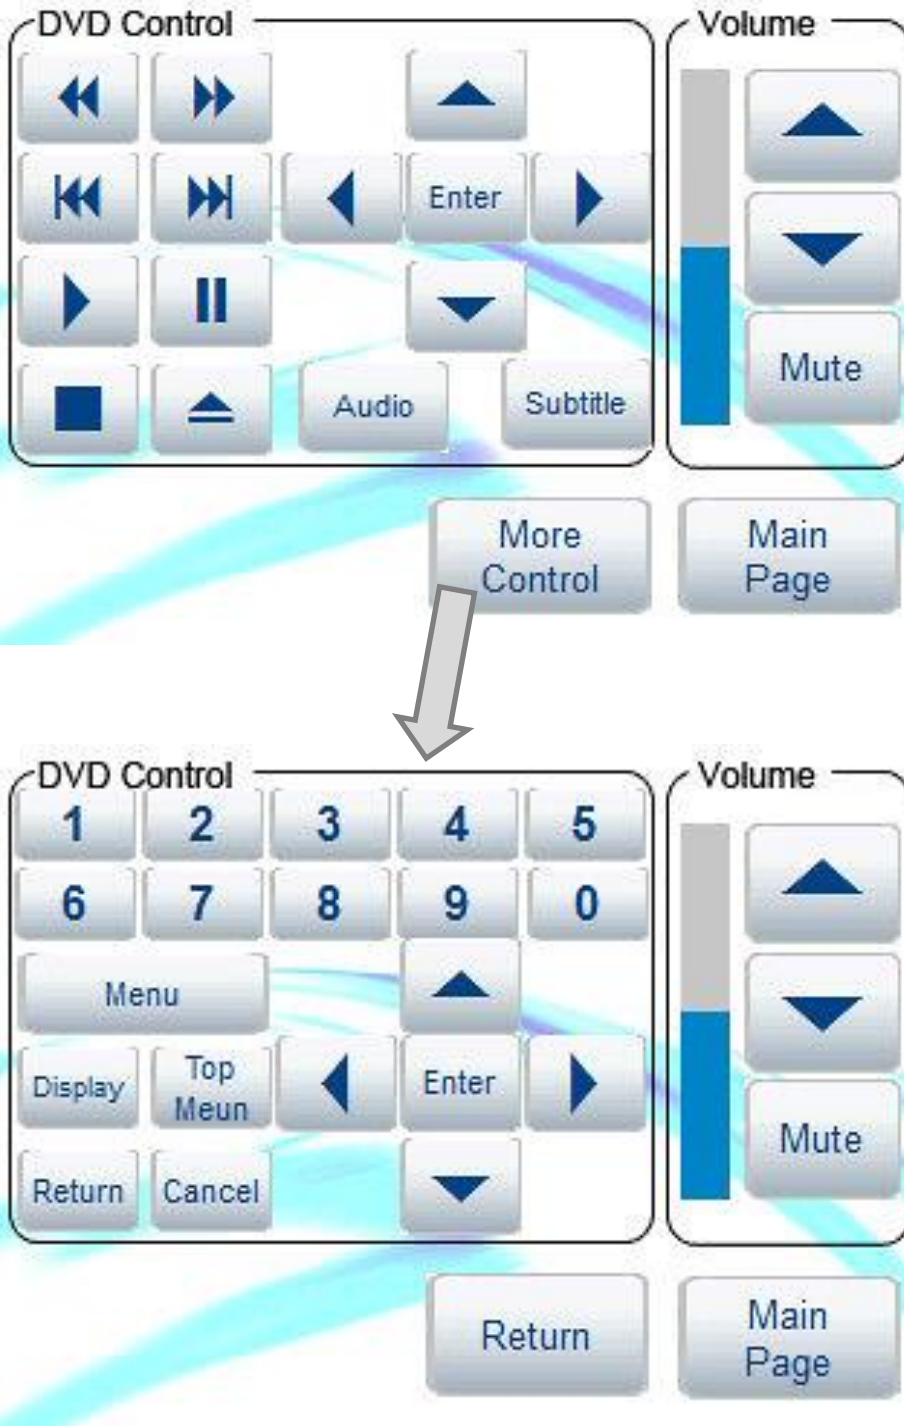 DVD Control
Volume
Enter
Mute
Audio
Subtitle
More
Control
Main
Page
DVD Control
Volume
1 2 3 4 5
6 7 8 9 0
Menu
Display
Top
Meun
Enter
Mute
Return
Cancel
Return
Main
Page